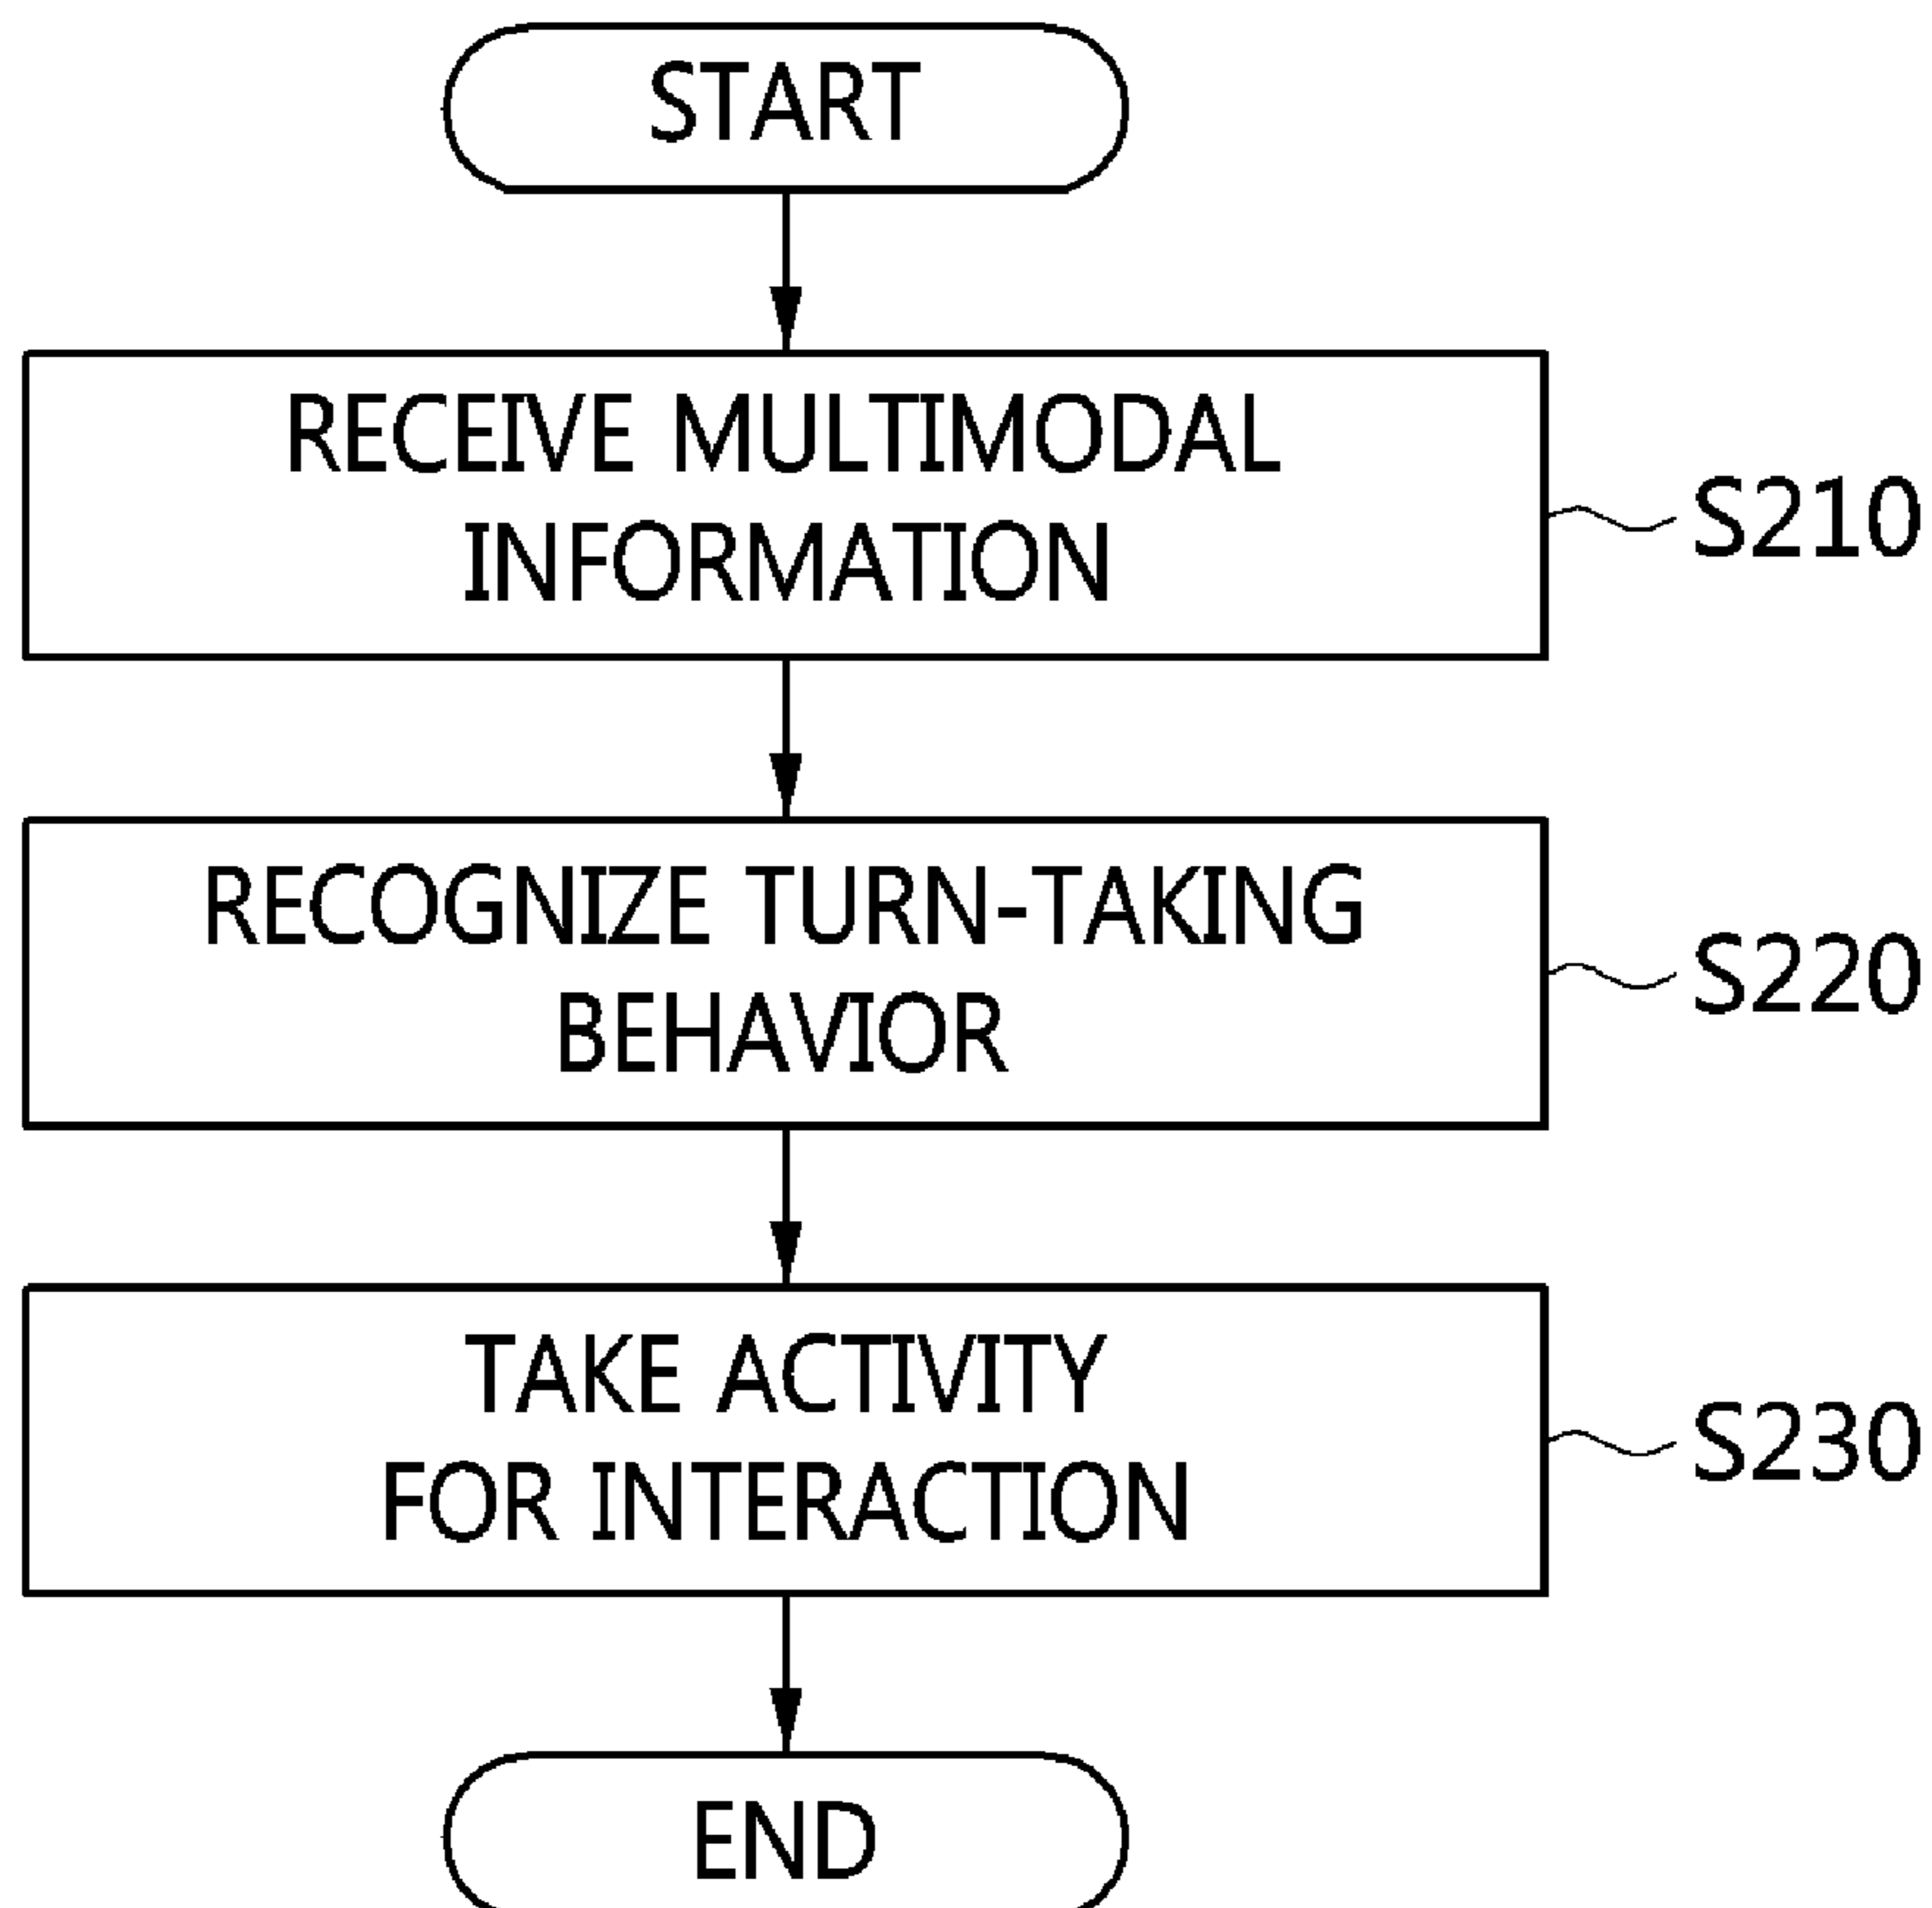 START
RECEIVE MULTIMODAL
INFORMATION
S210
RECOGNIZE TURN-TAKING
BEHAVIOR
S220
TAKE ACTIVITY
FOR INTERACTION
S230
END